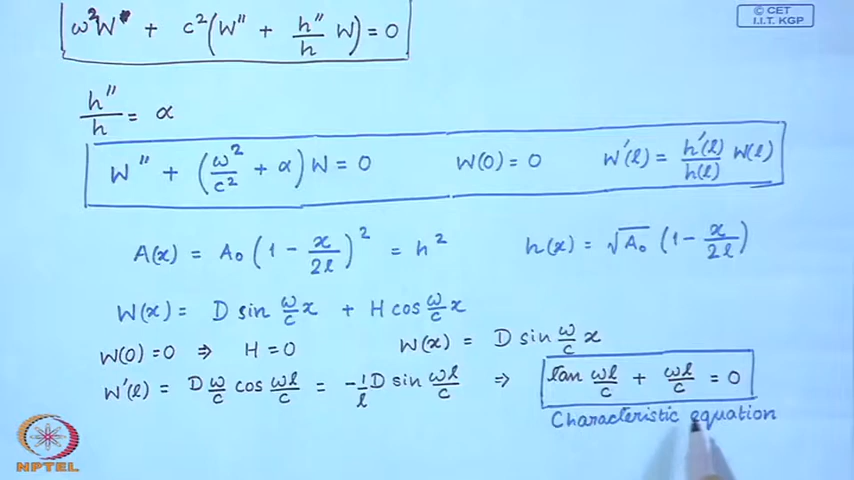 © CET
I.I.T. KGP
ω²W + c²(W″ + h″/h W) = 0
h″/h = α
W″ + (ω²/c² + α) W = 0 W(0) = 0 W′(l) = h′(l)/h(l) W(l)
A(x) = A₀ (1 − x/2l)² = h² h(x) = √A₀ (1 − x/2l)
W(x) = D sin ω/c x + H cos ω/c x
W(0) = 0 ⇒ H = 0 W(x) = D sin ω/c x
W′(l) = D ω/c cos ωl/c = −1/l D sin ωl/c ⇒ tan ωl/c + ωl/c = 0
Characteristic equation
NPTEL